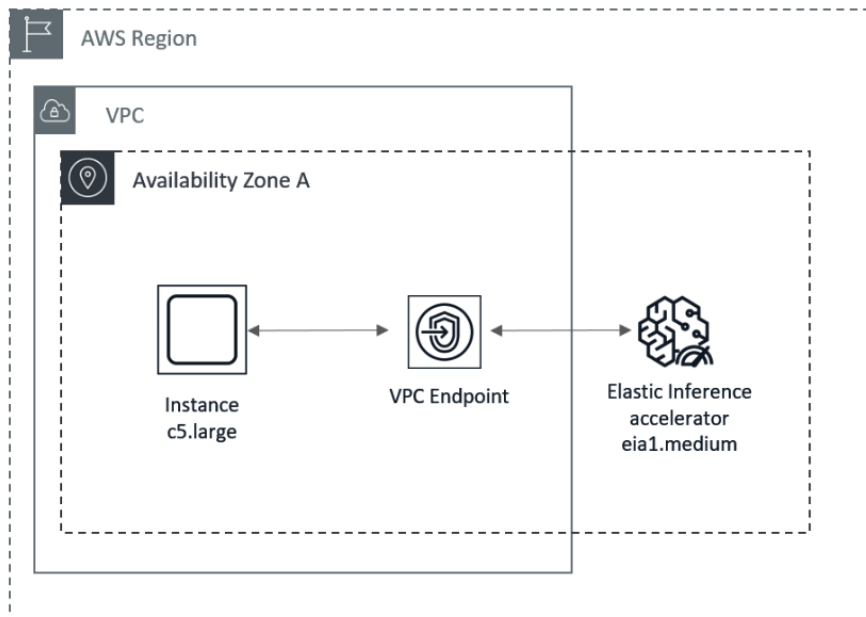 AWS Region
VPC
Availability Zone A
Instance
c5.large
VPC Endpoint
Elastic Inference
accelerator
eia1.medium